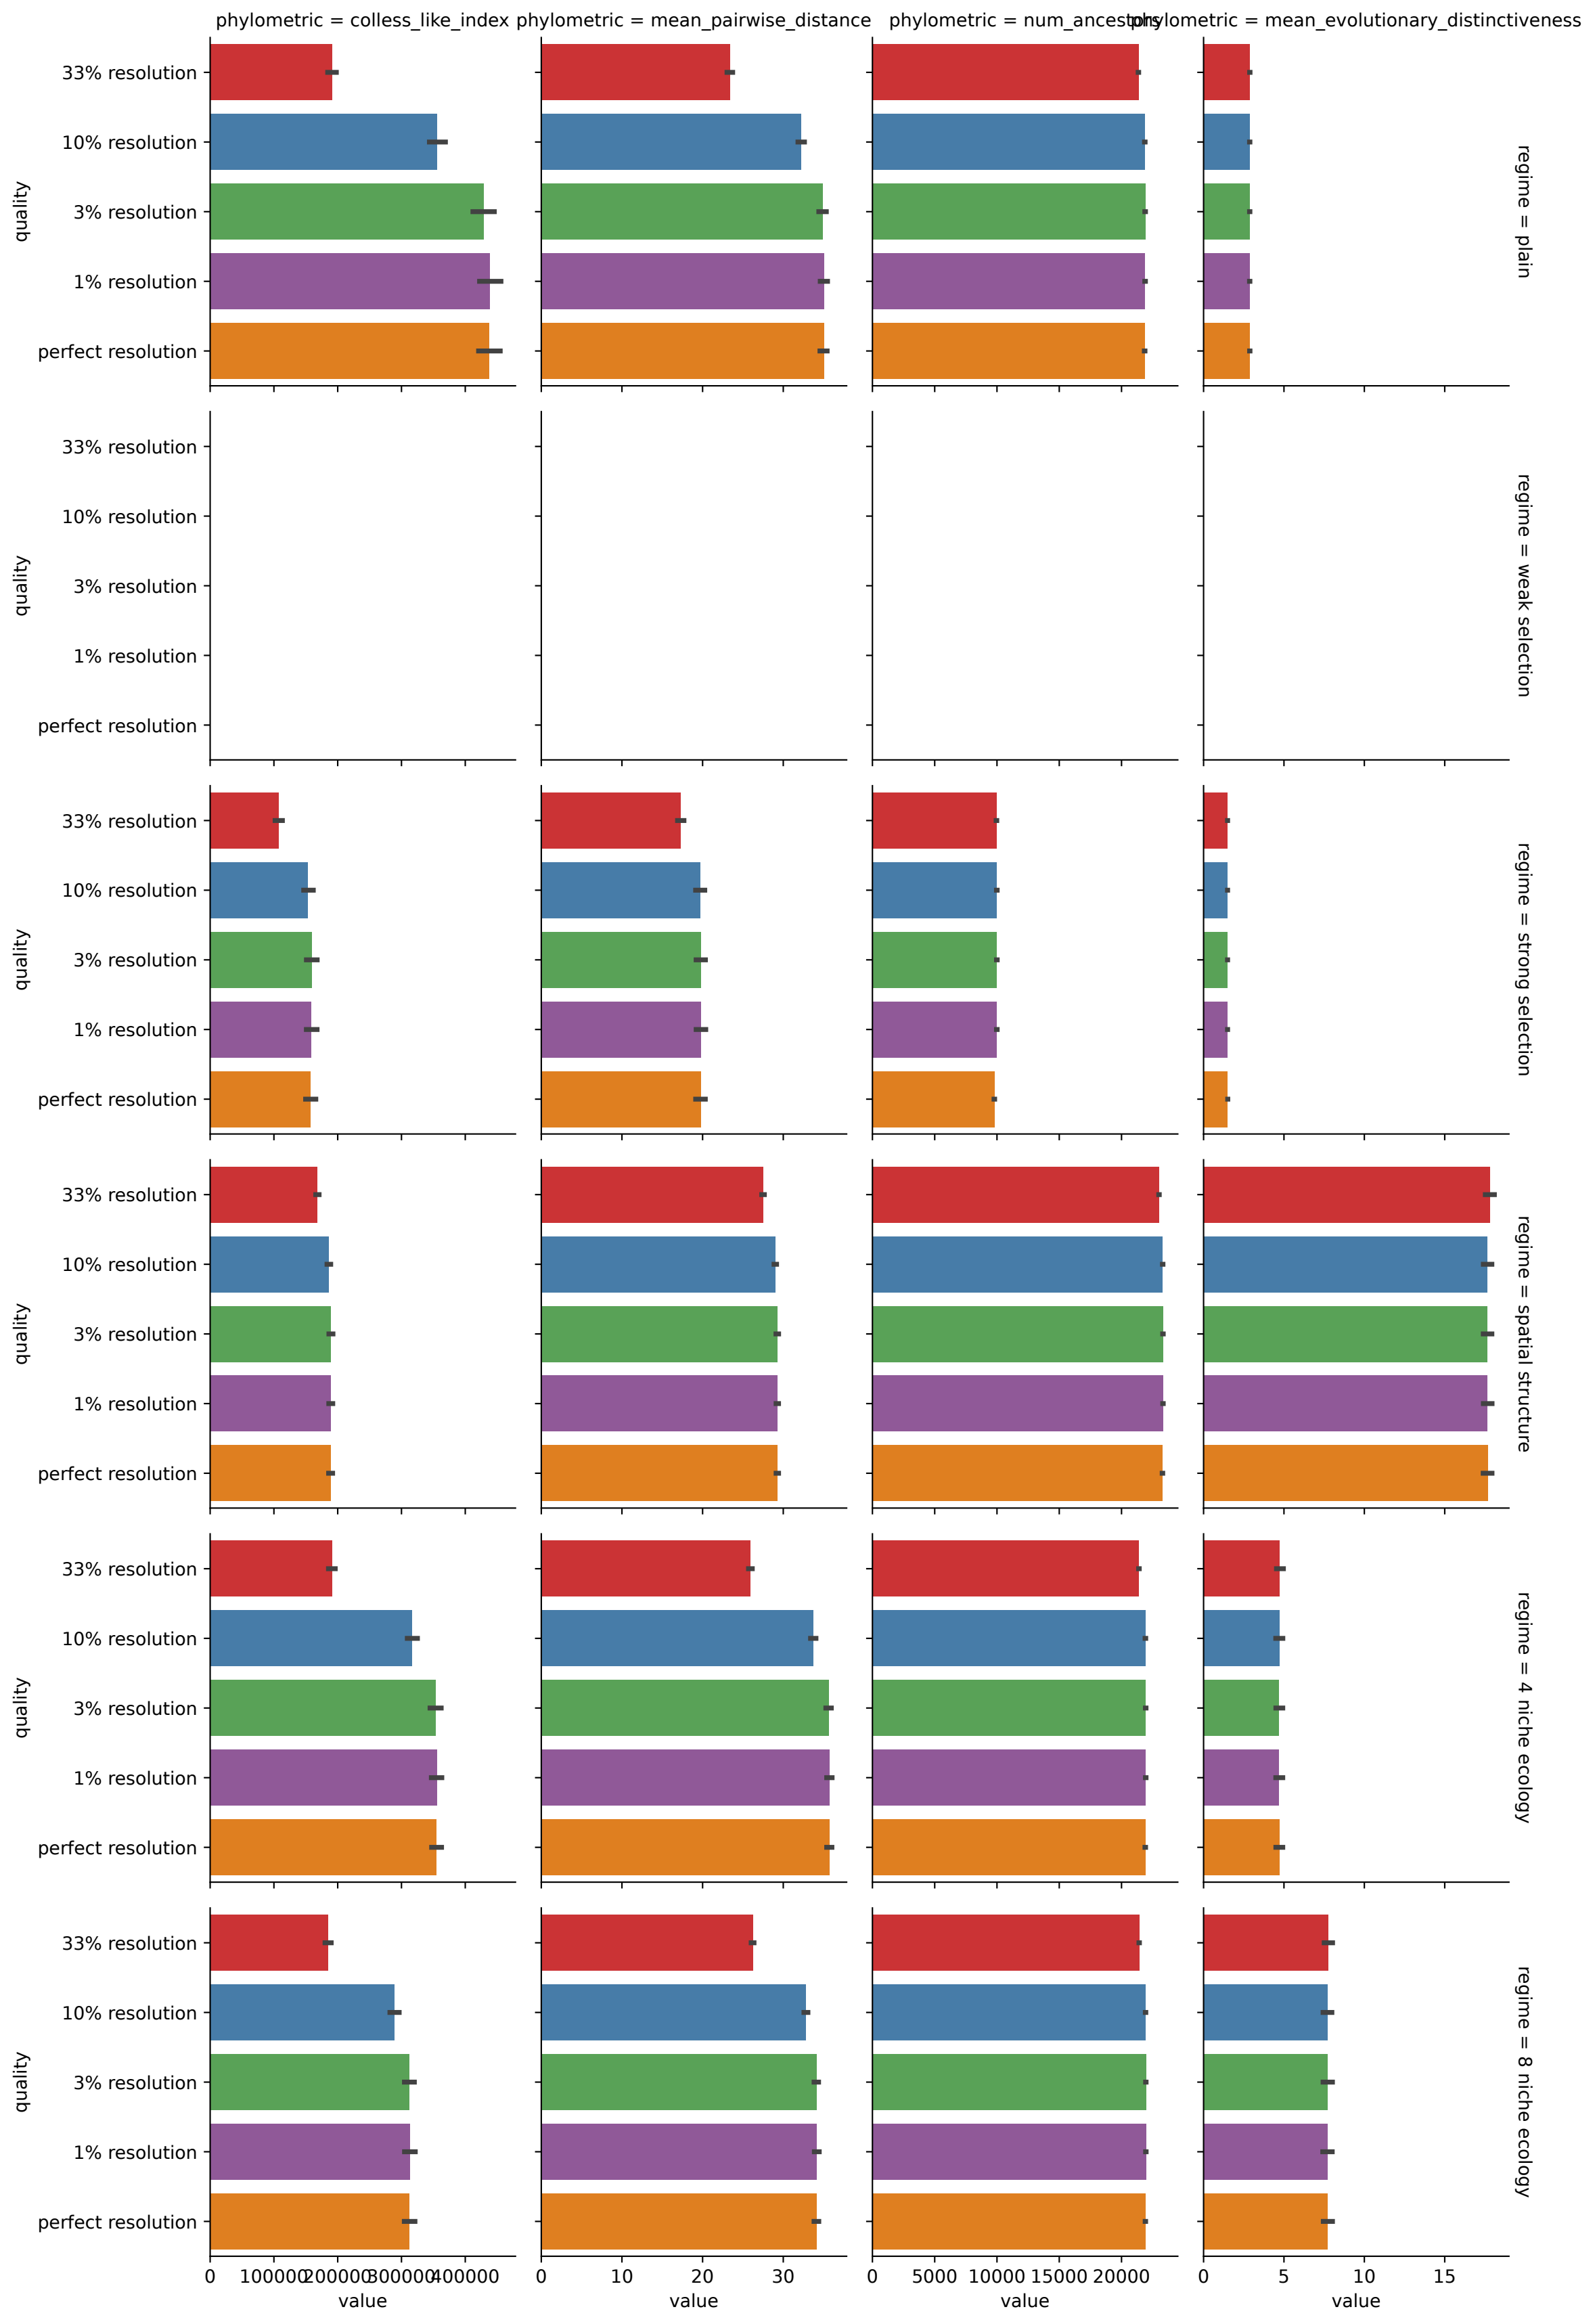 phylometric = colless_like_index
phylometric = mean_pairwise_distance
phylometric = num_ancestors
phylometric = mean_evolutionary_distinctiveness
quality
33% resolution
10% resolution
3% resolution
1% resolution
perfect resolution
regime = plain
quality
33% resolution
10% resolution
3% resolution
1% resolution
perfect resolution
regime = weak selection
quality
33% resolution
10% resolution
3% resolution
1% resolution
perfect resolution
regime = strong selection
quality
33% resolution
10% resolution
3% resolution
1% resolution
perfect resolution
regime = spatial structure
quality
33% resolution
10% resolution
3% resolution
1% resolution
perfect resolution
regime = 4 niche ecology
quality
33% resolution
10% resolution
3% resolution
1% resolution
perfect resolution
regime = 8 niche ecology
0 100000 200000 300000 400000
0 10 20 30
0 5000 10000 15000 20000
0 5 10 15
value
value
value
value